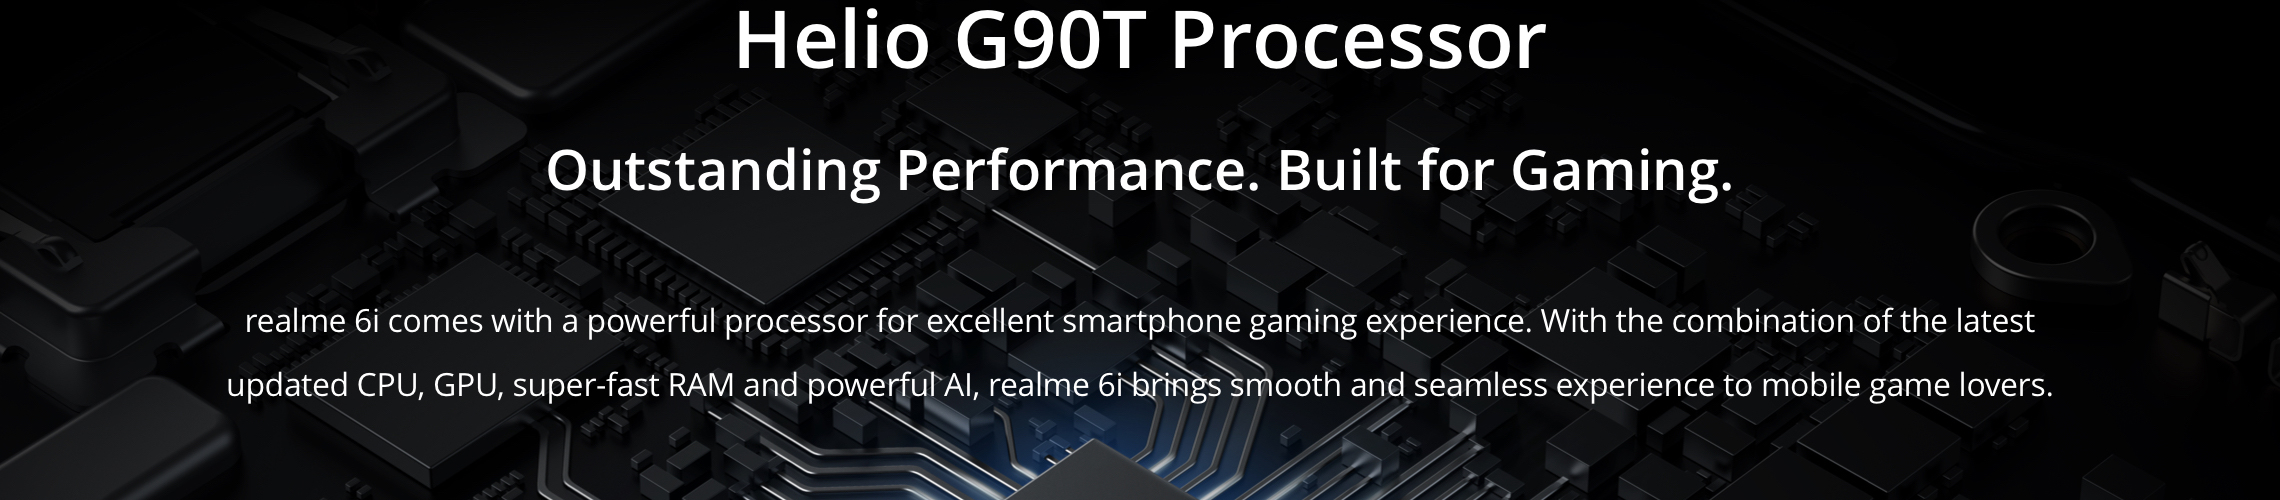 Helio G90T Processor
Outstanding Performance. Built for Gaming.
realme 6i comes with a powerful processor for excellent smartphone gaming experience. With the combination of the latest
updated CPU, GPU, super-fast RAM and powerful AI, realme 6i brings smooth and seamless experience to mobile game lovers.